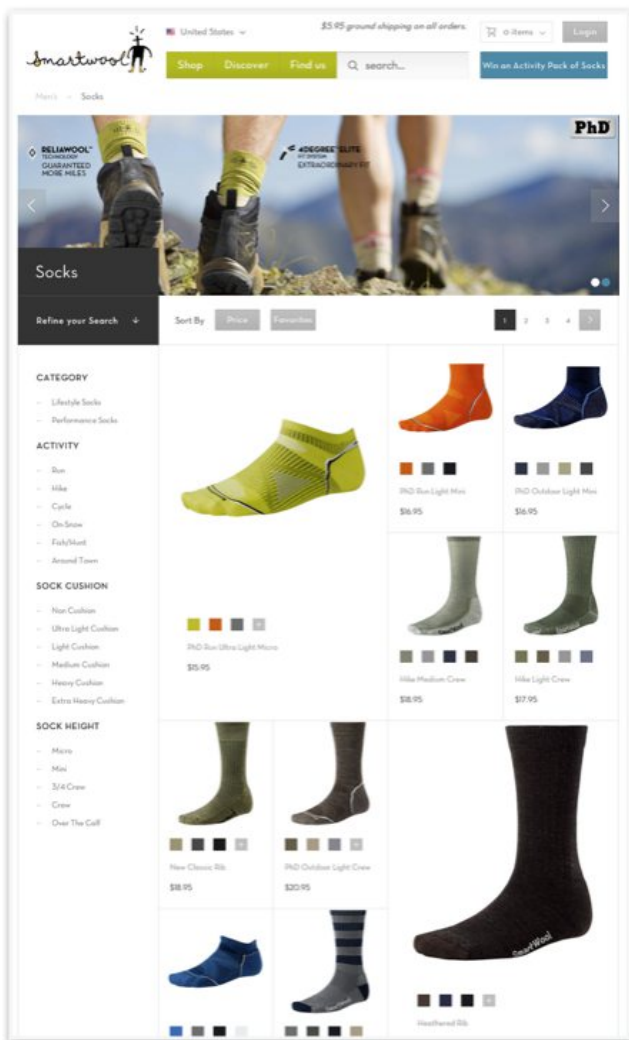 smartwool
United States
$5.95 ground shipping on all orders.
0 items
Login
Shop
Discover
Find us
search...
Win an Activity Pack of Socks
Men's
Socks
RELIAWOOL™
TECHNOLOGY
GUARANTEED
MORE MILES
4DEGREE™ ELITE
FIT SYSTEM
EXTRAORDINARY FIT
PhD
Socks
Refine your Search
Sort By
Price
Favorites
1 2 3 4
CATEGORY
Lifestyle Socks
Performance Socks
ACTIVITY
Run
Hike
Cycle
On-Snow
Fish/Hunt
Around Town
SOCK CUSHION
Non Cushion
Ultra Light Cushion
Light Cushion
Medium Cushion
Heavy Cushion
Extra Heavy Cushion
SOCK HEIGHT
Micro
Mini
3/4 Crew
Crew
Over The Calf
PhD Run Ultra Light Micro
$15.95
PhD Run Light Mini
$16.95
PhD Outdoor Light Mini
$16.95
Hike Medium Crew
$18.95
Hike Light Crew
$17.95
New Classic Rib
$18.95
PhD Outdoor Light Crew
$20.95
SmartWool
Heathered Rib